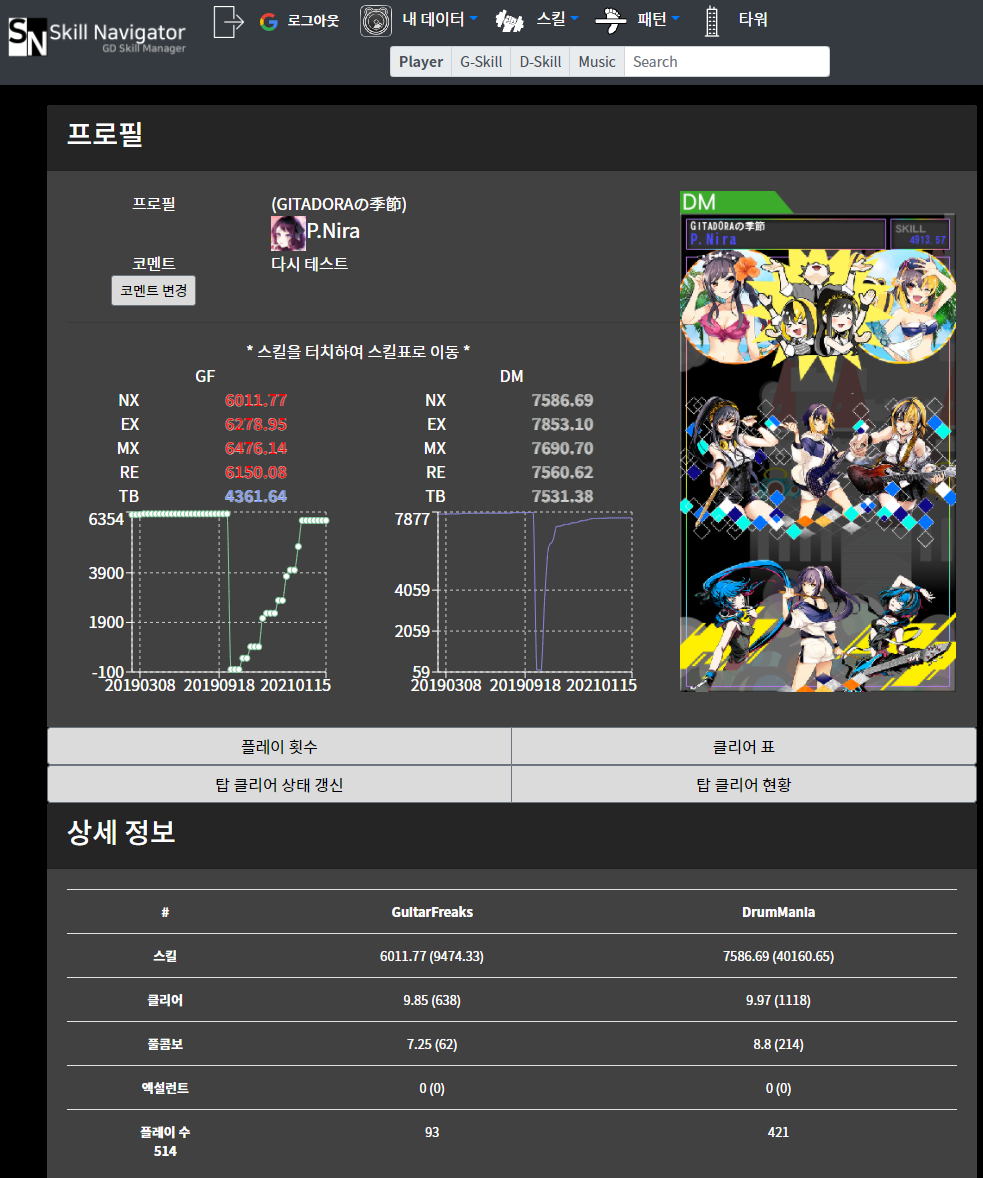 SN Skill Navigator
GD Skill Manager
로그아웃 내 데이터 스킬 패턴 타워
Player G-Skill D-Skill Music Search
프로필
프로필 (GITADORAの季節)
P.Nira
코멘트 다시 테스트
코멘트 변경
DM
GITADORAの季節
P.Nira
SKILL
4913.57
* 스킬을 터치하여 스킬표로 이동 *
GF DM
NX 6011.77 NX 7586.69
EX 6278.95 EX 7853.10
MX 6476.14 MX 7690.70
RE 6150.08 RE 7560.62
TB 4361.64 TB 7531.38
6354
3900
1900
-100
20190308 20190918 20210115
7877
4059
2059
59
20190308 20190918 20210115
플레이 횟수 클리어 표
탑 클리어 상태 갱신 탑 클리어 현황
상세 정보
# GuitarFreaks DrumMania
스킬 6011.77 (9474.33) 7586.69 (40160.65)
클리어 9.85 (638) 9.97 (1118)
풀콤보 7.25 (62) 8.8 (214)
엑설런트 0 (0) 0 (0)
플레이 수 93 421
514